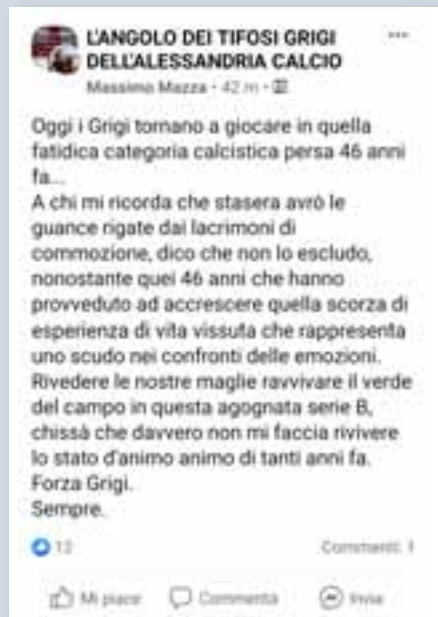 L'ANGOLO DEI TIFOSI GRIGI
DELL'ALESSANDRIA CALCIO
Massimo Mazza · 42 m ·
Oggi i Grigi tornano a giocare in quella
fatidica categoria calcistica persa 46 anni
fa...
A chi mi ricorda che stasera avrò le
guance rigate dai lacrimoni di
commozione, dico che non lo escludo,
nonostante quei 46 anni che hanno
provveduto ad accrescere quella scorza di
esperienza di vita vissuta che rappresenta
uno scudo nei confronti delle emozioni.
Rivedere le nostre maglie ravvivare il verde
del campo in questa agognata serie B,
chissà che davvero non mi faccia rivivere
lo stato d'animo animo di tanti anni fa.
Forza Grigi.
Sempre.
12 Commenti: 1
Mi piace Commenta Invia